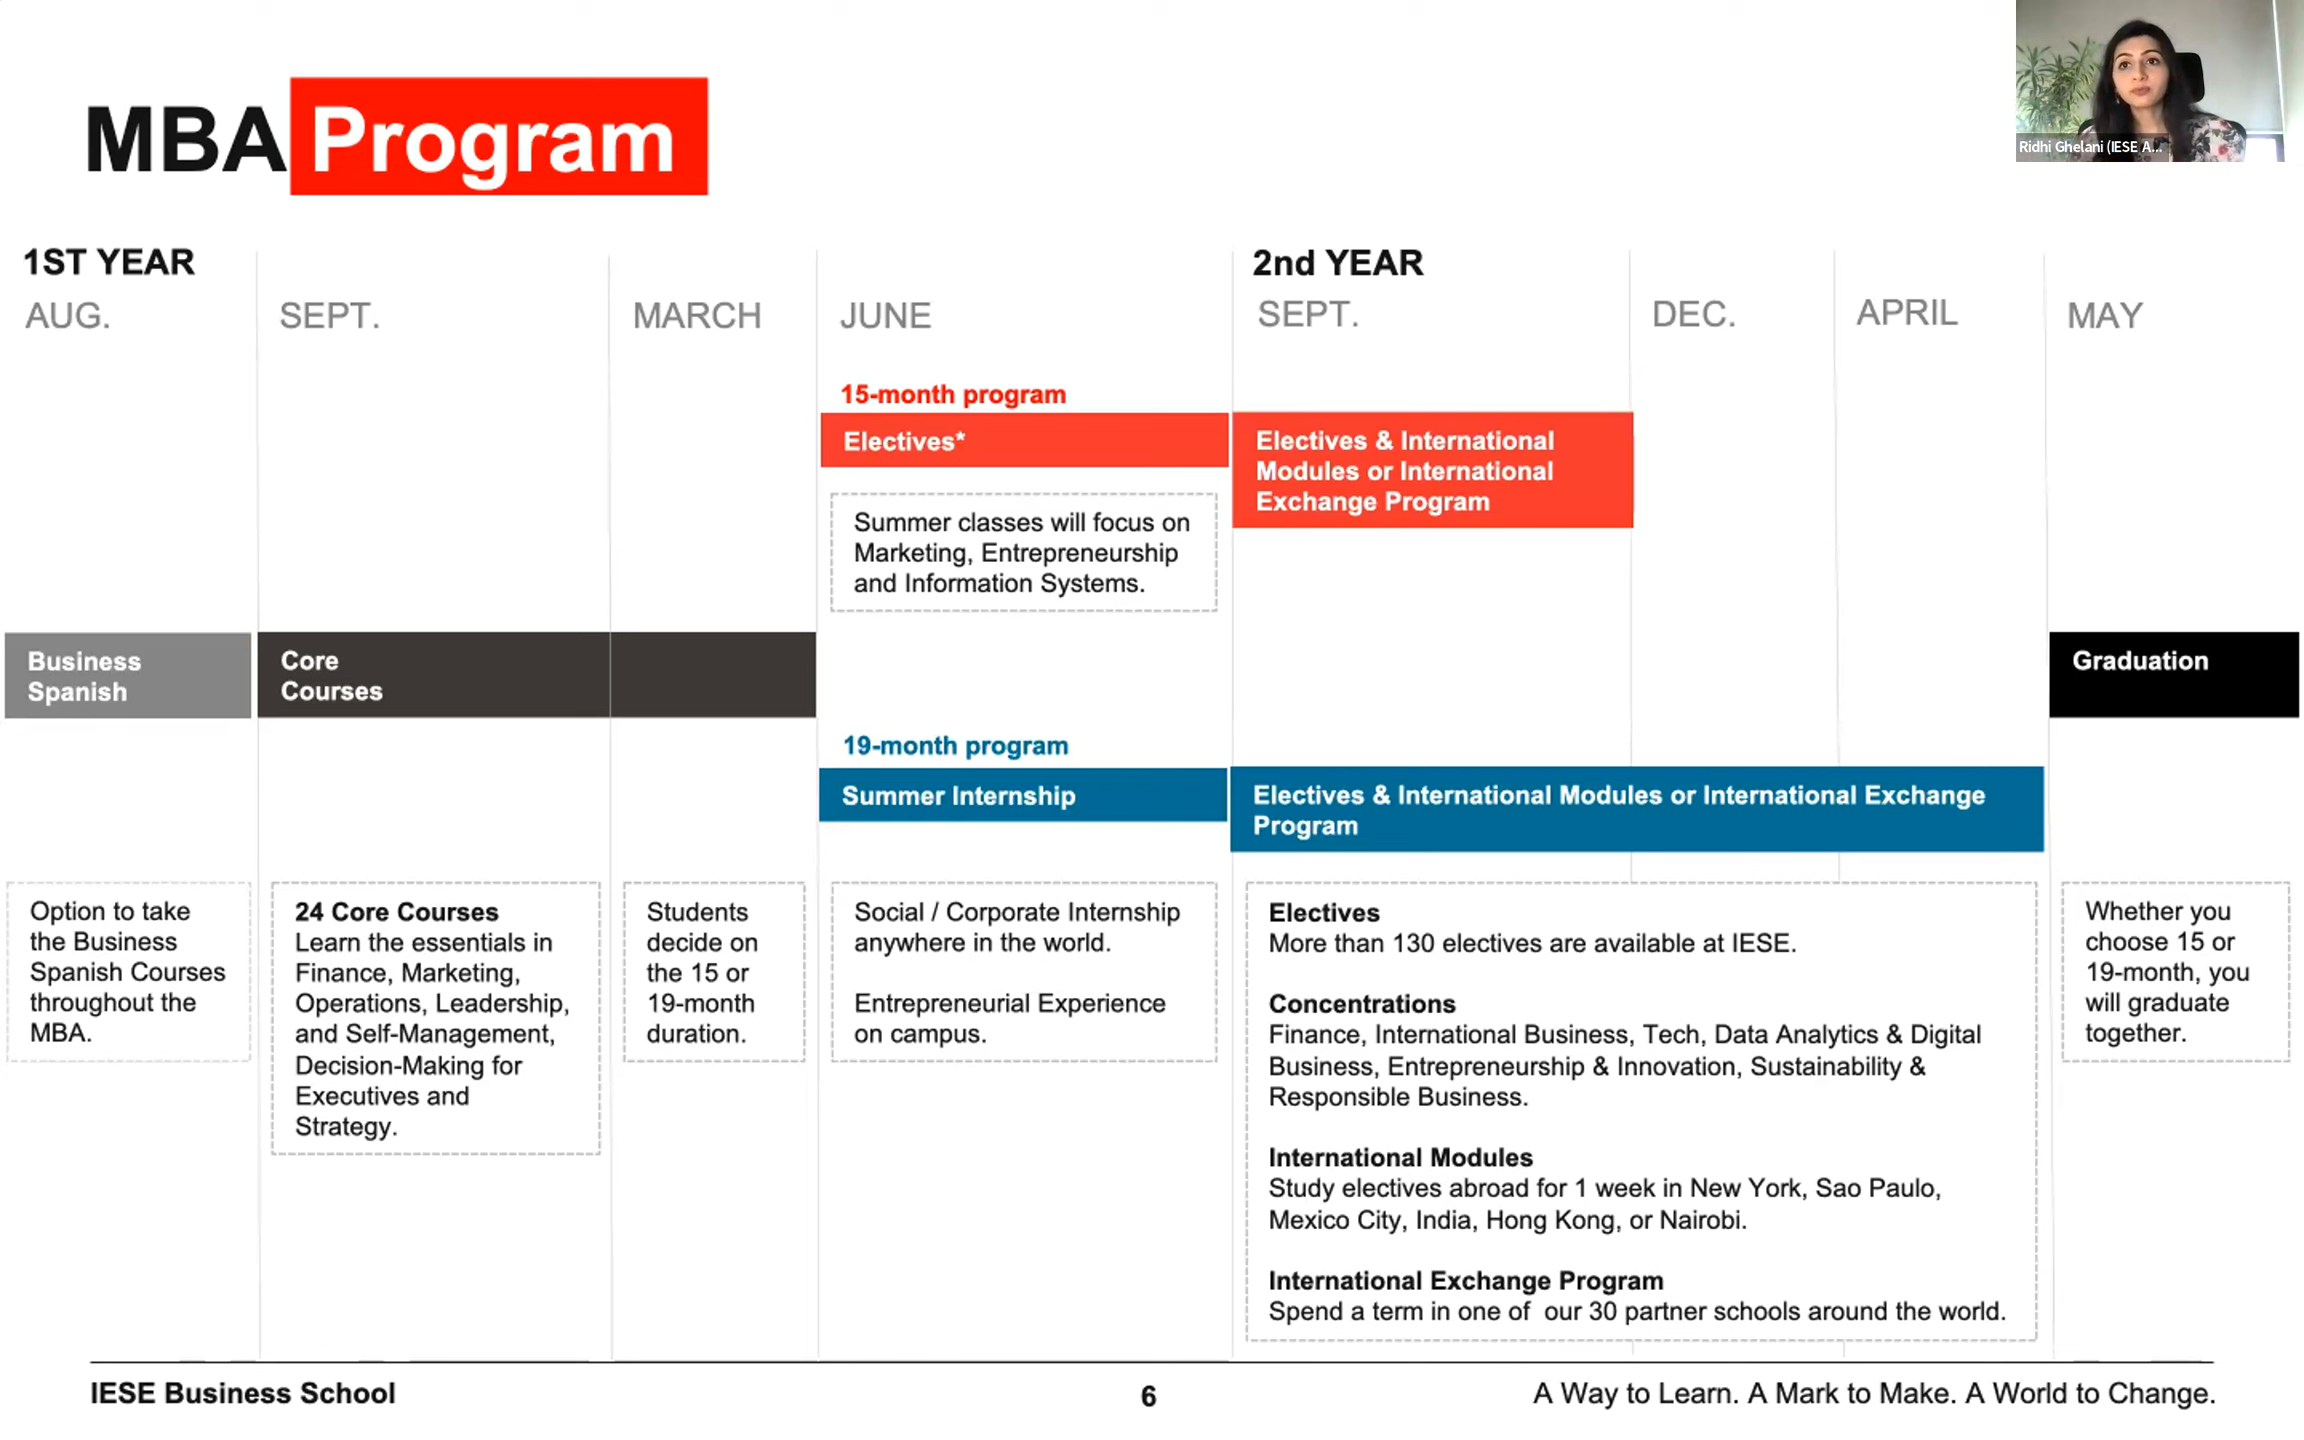 MBA Program
Ridhi Ghelani (IESE A...
1ST YEAR
2nd YEAR
AUG.
SEPT.
MARCH
JUNE
SEPT.
DEC.
APRIL
MAY
15-month program
Electives*
Electives & International
Modules or International
Exchange Program
Summer classes will focus on
Marketing, Entrepreneurship
and Information Systems.
Business
Spanish
Core
Courses
Graduation
19-month program
Summer Internship
Electives & International Modules or International Exchange
Program
Option to take
the Business
Spanish Courses
throughout the
MBA.
24 Core Courses
Learn the essentials in
Finance, Marketing,
Operations, Leadership,
and Self-Management,
Decision-Making for
Executives and
Strategy.
Students
decide on
the 15 or
19-month
duration.
Social / Corporate Internship
anywhere in the world.
Entrepreneurial Experience
on campus.
Electives
More than 130 electives are available at IESE.
Concentrations
Finance, International Business, Tech, Data Analytics & Digital
Business, Entrepreneurship & Innovation, Sustainability &
Responsible Business.
International Modules
Study electives abroad for 1 week in New York, Sao Paulo,
Mexico City, India, Hong Kong, or Nairobi.
International Exchange Program
Spend a term in one of our 30 partner schools around the world.
Whether you
choose 15 or
19-month, you
will graduate
together.
IESE Business School
6
A Way to Learn. A Mark to Make. A World to Change.